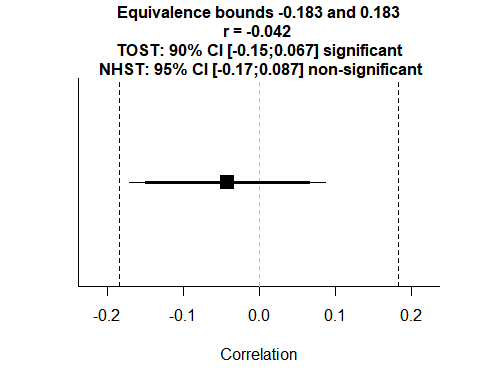 Equivalence bounds -0.183 and 0.183
r = -0.042
TOST: 90% CI [-0.15;0.067] significant
NHST: 95% CI [-0.17;0.087] non-significant
-0.2 -0.1 0.0 0.1 0.2
Correlation